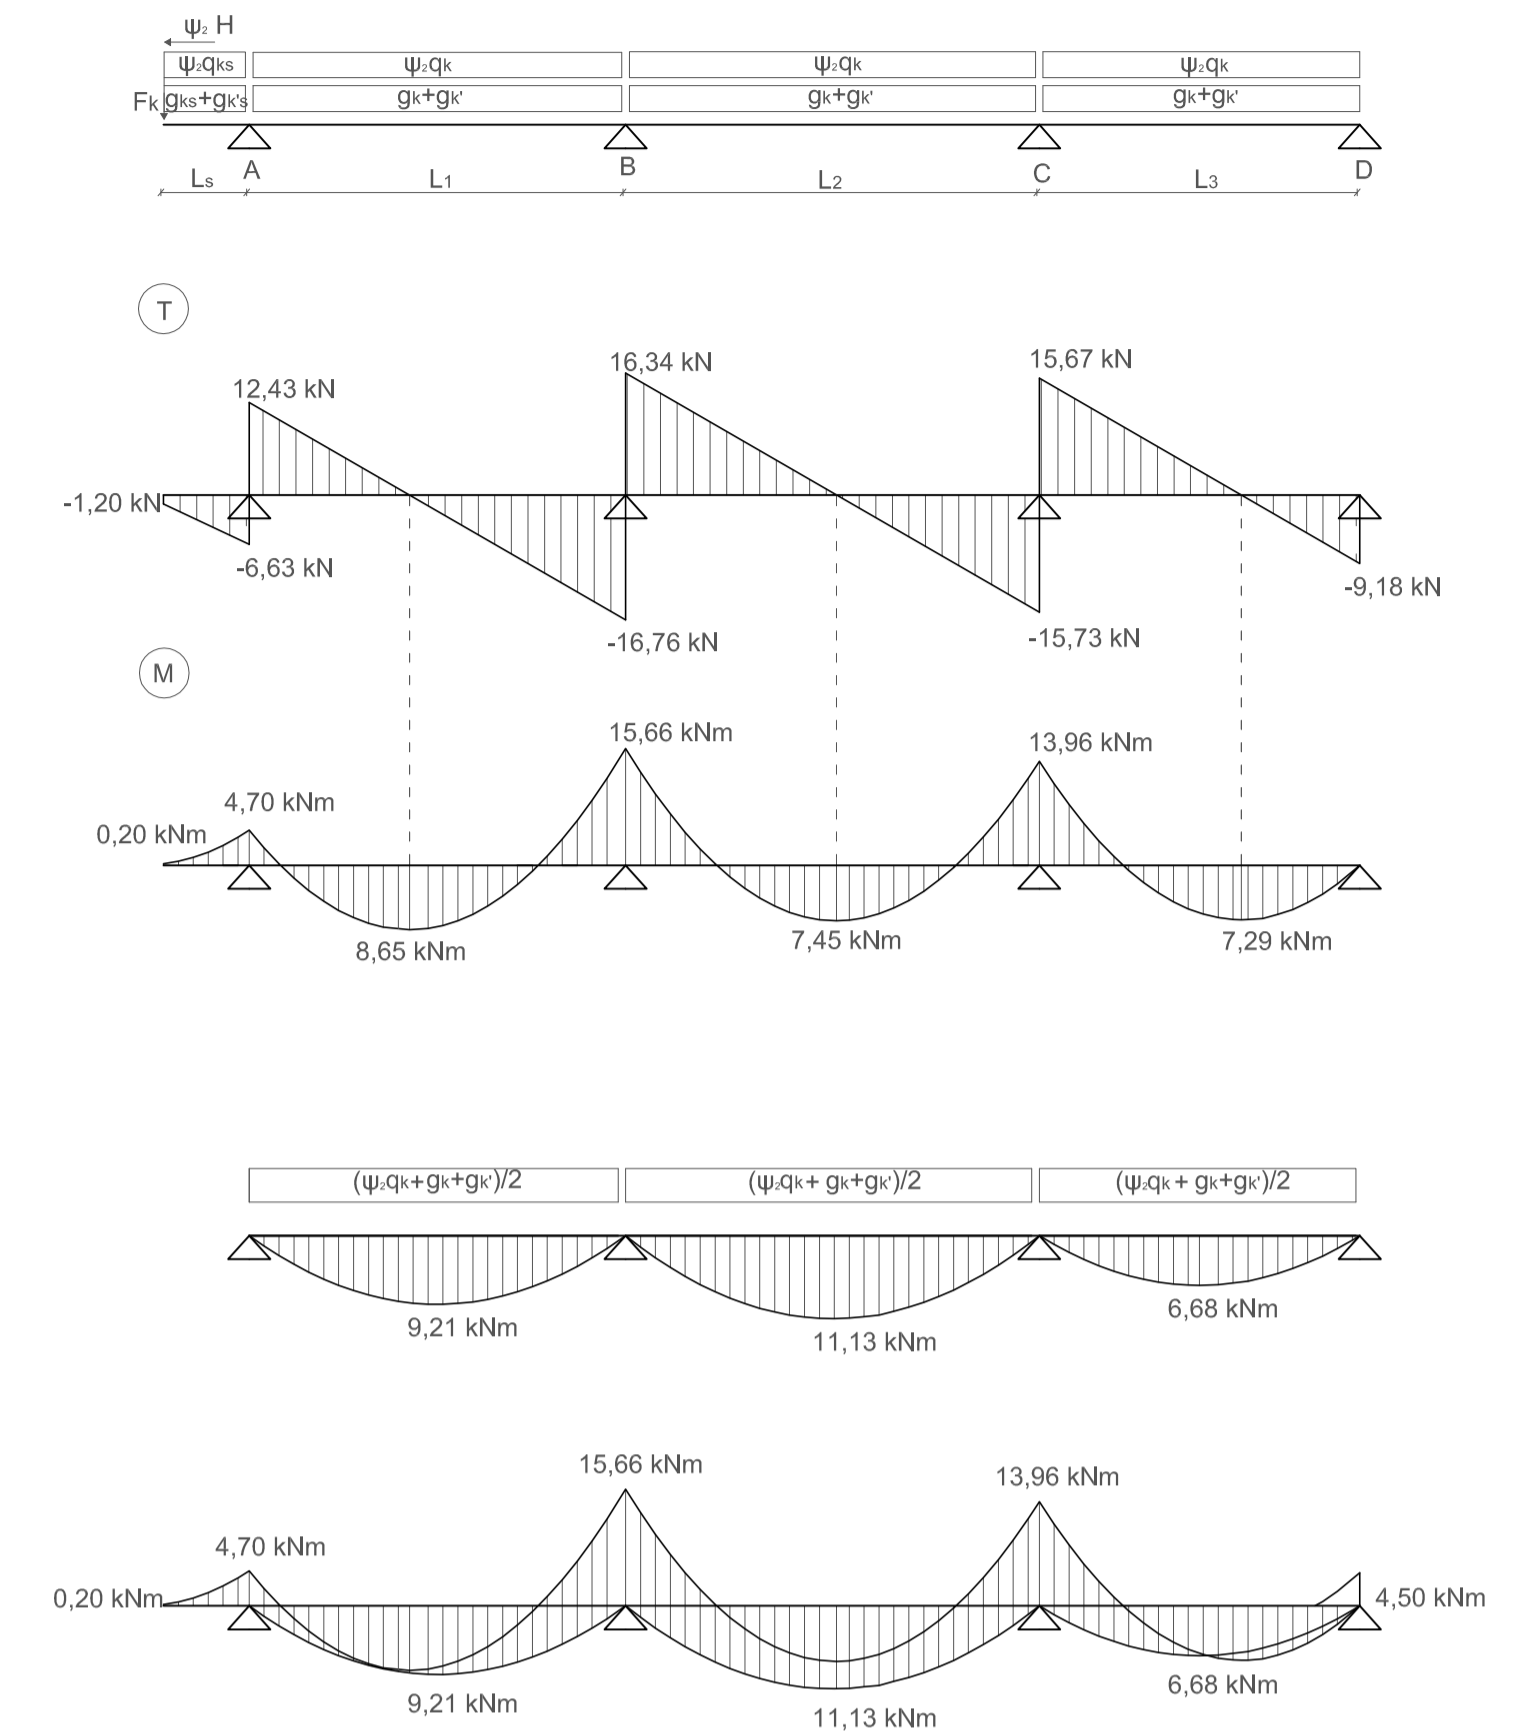 ψ₂ H
ψ₂qks ψ₂qk ψ₂qk ψ₂qk
Fk gks+gk's gk+gk' gk+gk' gk+gk'
A B C D
Ls L1 L2 L3
T
12,43 kN 16,34 kN 15,67 kN
-1,20 kN
-6,63 kN -9,18 kN
-16,76 kN -15,73 kN
M
15,66 kNm 13,96 kNm
4,70 kNm
0,20 kNm
8,65 kNm 7,45 kNm 7,29 kNm
(ψ₂qk+gk+gk')/2 (ψ₂qk+ gk+gk')/2 (ψ₂qk + gk+gk')/2
9,21 kNm 11,13 kNm 6,68 kNm
15,66 kNm 13,96 kNm
4,70 kNm
0,20 kNm 4,50 kNm
9,21 kNm 11,13 kNm 6,68 kNm